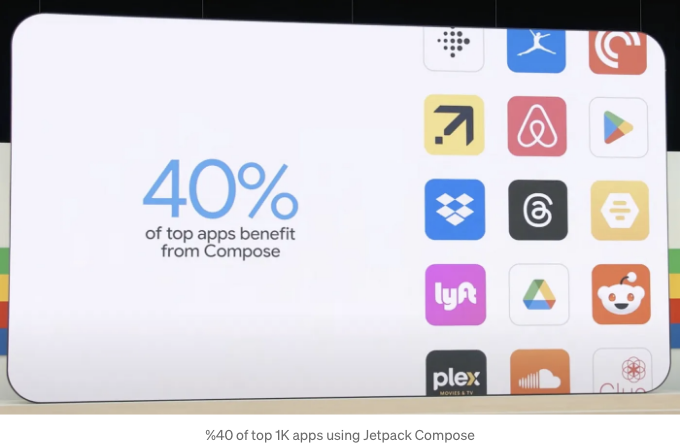 40%
of top apps benefit
from Compose
lyft
plex
MOVIES & TV
Clue
%40 of top 1K apps using Jetpack Compose